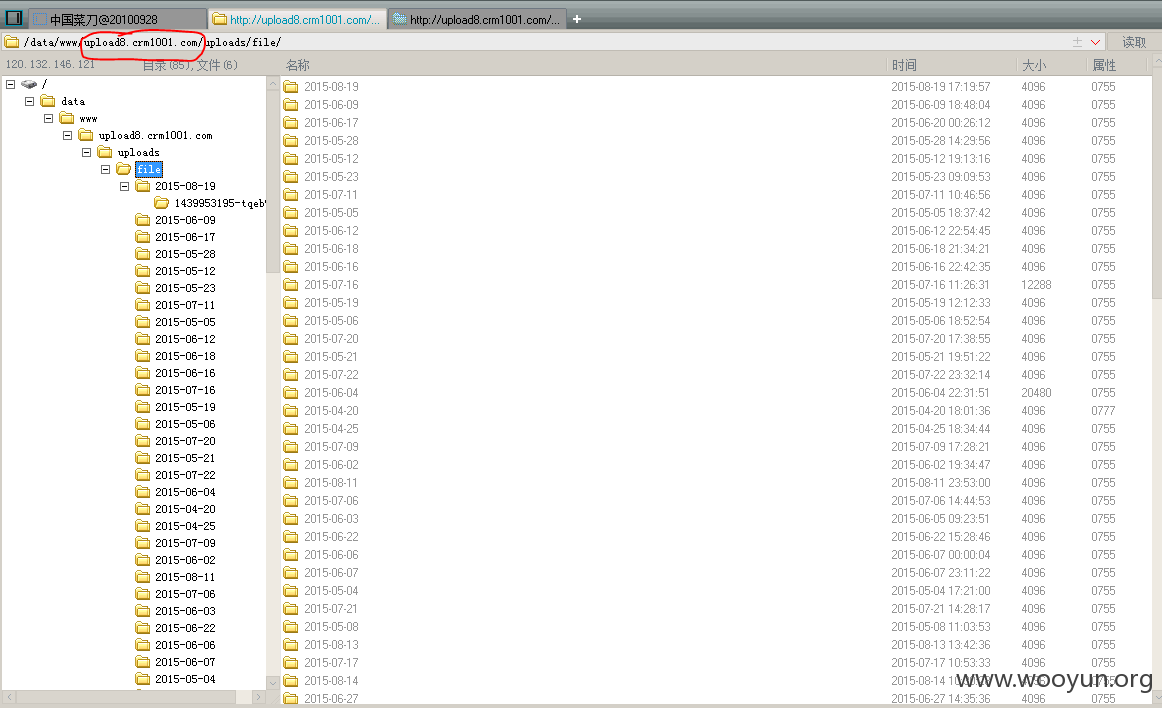 中国菜刀@20100928 http://upload8.crm1001.com/... http://upload8.crm1001.com/... +
/data/www/upload8.crm1001.com/uploads/file/ 读取
120.132.146.121 目录(85),文件(6) 名称 时间 大小 属性
/
data
www
upload8.crm1001.com
uploads
file
2015-08-19
1439953195-tqeb
2015-06-09
2015-06-17
2015-05-28
2015-05-12
2015-05-23
2015-07-11
2015-05-05
2015-06-12
2015-06-18
2015-06-16
2015-07-16
2015-05-19
2015-05-06
2015-07-20
2015-05-21
2015-07-22
2015-06-04
2015-04-20
2015-04-25
2015-07-09
2015-06-02
2015-08-11
2015-07-06
2015-06-03
2015-06-22
2015-06-06
2015-06-07
2015-05-04
2015-08-19 2015-08-19 17:19:57 4096 0755
2015-06-09 2015-06-09 18:48:04 4096 0755
2015-06-17 2015-06-20 00:26:12 4096 0755
2015-05-28 2015-05-28 14:29:56 4096 0755
2015-05-12 2015-05-12 19:13:16 4096 0755
2015-05-23 2015-05-23 09:09:53 4096 0755
2015-07-11 2015-07-11 10:46:56 4096 0755
2015-05-05 2015-05-05 18:37:42 4096 0755
2015-06-12 2015-06-12 22:54:45 4096 0755
2015-06-18 2015-06-18 21:34:21 4096 0755
2015-06-16 2015-06-16 22:42:35 4096 0755
2015-07-16 2015-07-16 11:26:31 12288 0755
2015-05-19 2015-05-19 12:12:33 4096 0755
2015-05-06 2015-05-06 18:52:54 4096 0755
2015-07-20 2015-07-20 17:38:55 4096 0755
2015-05-21 2015-05-21 19:51:22 4096 0755
2015-07-22 2015-07-22 23:32:14 4096 0755
2015-06-04 2015-06-04 22:31:51 20480 0755
2015-04-20 2015-04-20 18:01:36 4096 0777
2015-04-25 2015-04-25 18:34:44 4096 0755
2015-07-09 2015-07-09 17:28:21 4096 0755
2015-06-02 2015-06-02 19:34:47 4096 0755
2015-08-11 2015-08-11 23:53:00 4096 0755
2015-07-06 2015-07-06 14:44:53 4096 0755
2015-06-03 2015-06-05 09:23:51 4096 0755
2015-06-22 2015-06-22 15:28:46 4096 0755
2015-06-06 2015-06-07 00:00:04 4096 0755
2015-06-07 2015-06-07 23:11:22 4096 0755
2015-05-04 2015-05-04 17:21:00 4096 0755
2015-07-21 2015-07-21 14:28:17 4096 0755
2015-05-08 2015-05-08 11:03:53 4096 0755
2015-08-13 2015-08-13 13:42:36 4096 0755
2015-07-17 2015-07-17 10:53:33 4096 0755
2015-08-14 2015-08-14 4096 0755
2015-06-27 2015-06-27 14:35:36 4096 0755
www.wooyun.org